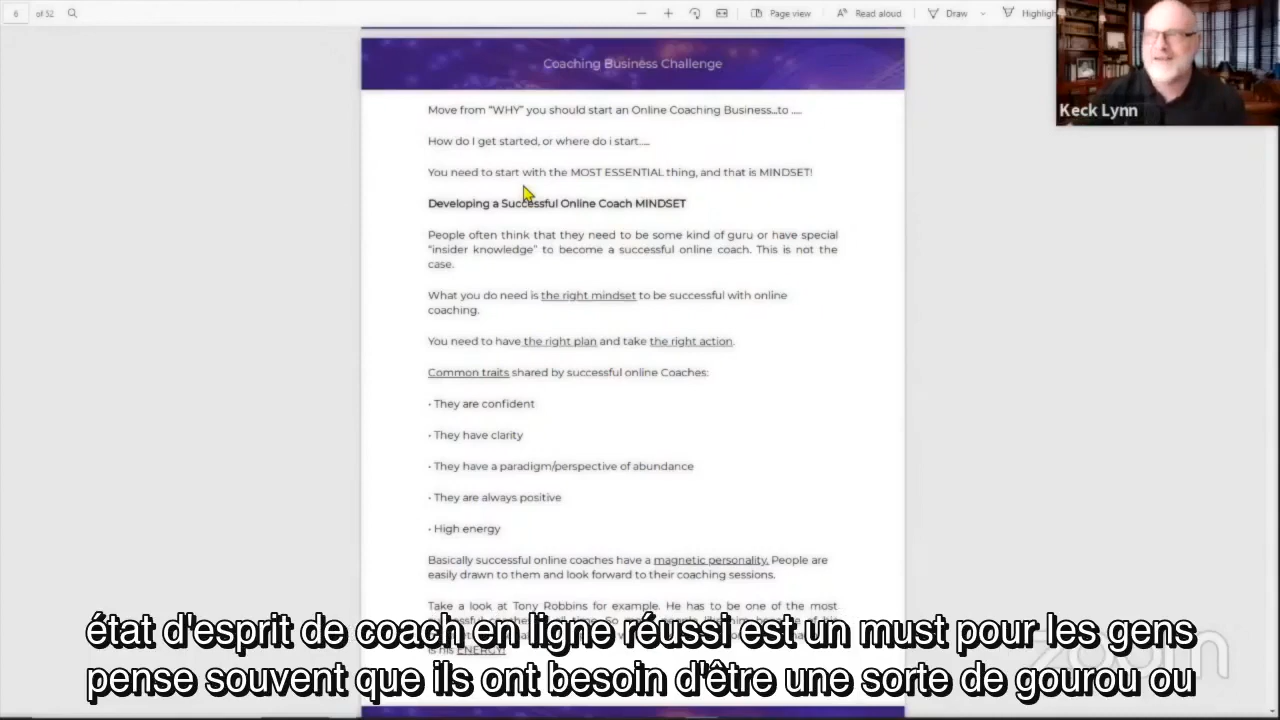 6 of 52 Page view Read aloud Draw Highlight
Coaching Business Challenge
Keck Lynn
Move from “WHY” you should start an Online Coaching Business...to .....
How do I get started, or where do i start.....
You need to start with the MOST ESSENTIAL thing, and that is MINDSET!
Developing a Successful Online Coach MINDSET
People often think that they need to be some kind of guru or have special
“insider knowledge” to become a successful online coach. This is not the
case.
What you do need is the right mindset to be successful with online
coaching.
You need to have the right plan and take the right action.
Common traits shared by successful online Coaches:
• They are confident
• They have clarity
• They have a paradigm/perspective of abundance
• They are always positive
• High energy
Basically successful online coaches have a magnetic personality. People are
easily drawn to them and look forward to their coaching sessions.
Take a look at Tony Robbins for example. He has to be one of the most
is his ENERGY!
état d'esprit de coach en ligne réussi est un must pour les gens
pense souvent que ils ont besoin d'être une sorte de gourou ou
zoom